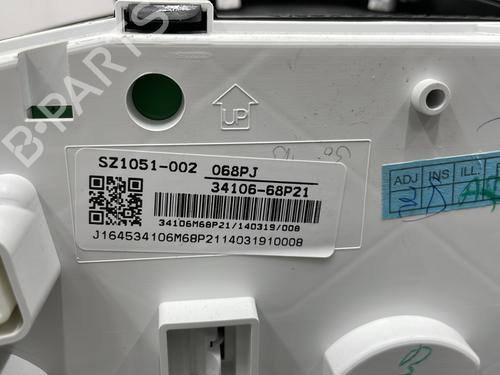 B-PARTS
UP
SZ1051-002 068PJ
34106-68P21
34106M68P21/140319/008
J164534106M68P2114031910008
ADJ INS ILL